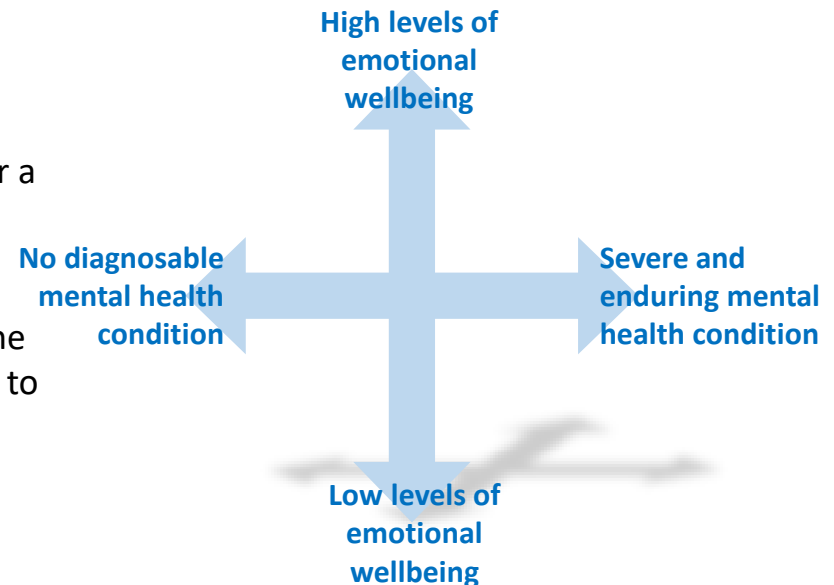 High levels of
emotional
wellbeing
r a
No diagnosable
mental health
condition
Severe and
enduring mental
health condition
ne
to
Low levels of
emotional
wellbeing